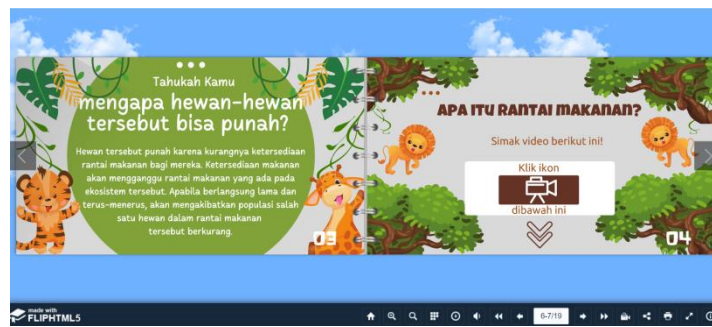 Tahukah Kamu
mengapa hewan-hewan
tersebut bisa punah?
Hewan tersebut punah karena kurangnya ketersediaan
rantai makanan bagi mereka. Ketersediaan makanan
akan mengganggu rantai makanan yang ada pada
ekosistem tersebut. Apabila berlangsung lama dan
terus-menerus, akan mengakibatkan populasi salah
satu hewan dalam rantai makanan
tersebut berkurang.
03
APA ITU RANTAI MAKANAN?
Simak video berikut ini!
Klik ikon
dibawah ini
04
made with
FLIPHTML5
6-7/19